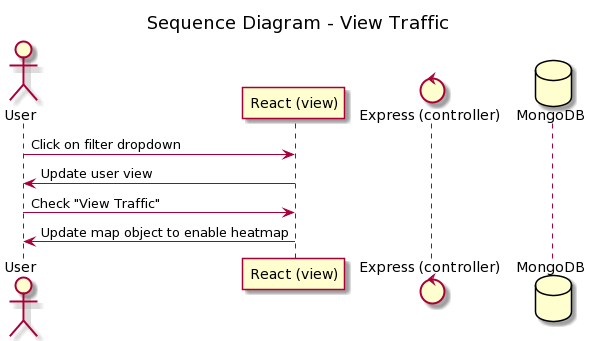 Sequence Diagram - View Traffic
User
React (view)
Express (controller)
MongoDB
Click on filter dropdown
Update user view
Check "View Traffic"
Update map object to enable heatmap
User
React (view)
Express (controller)
MongoDB